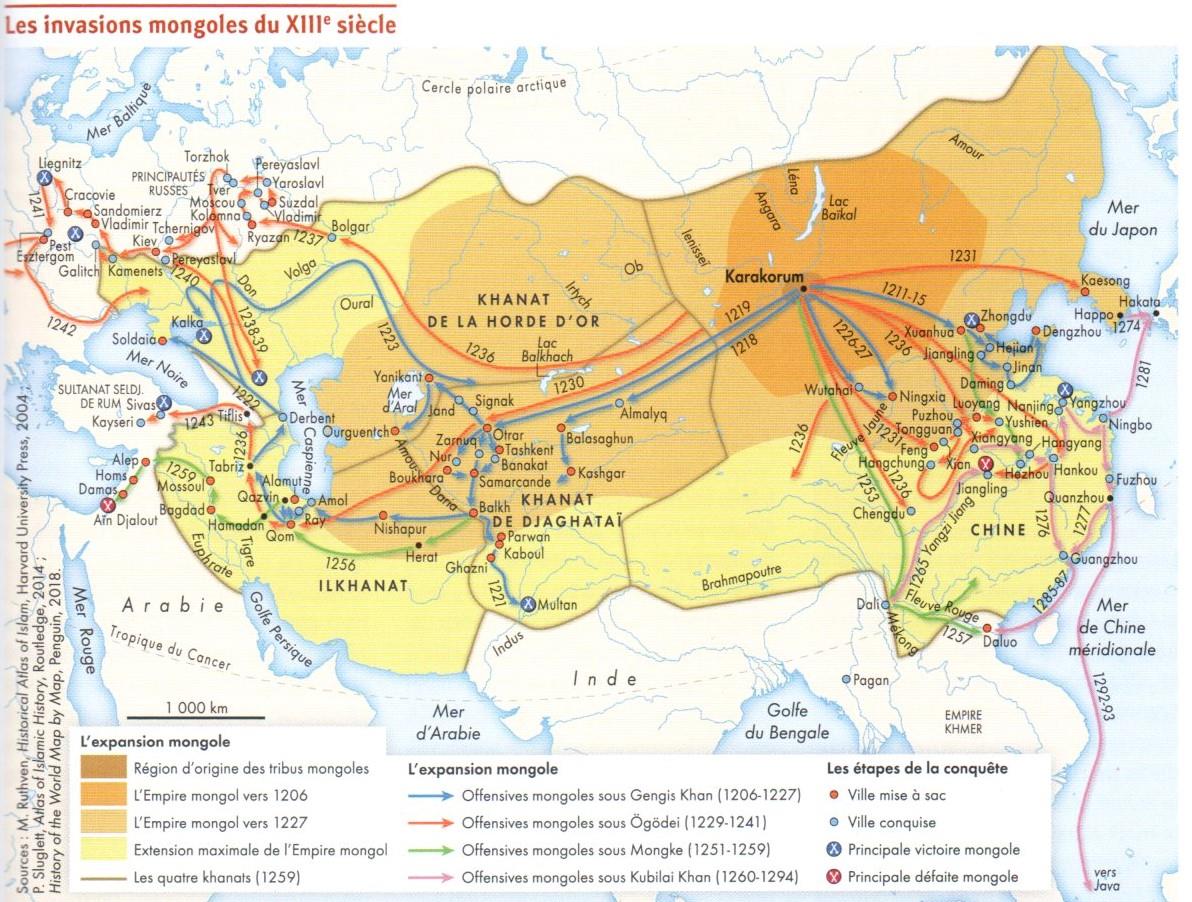 Les invasions mongoles du XIIIe siècle
Cercle polaire arctique
Mer Baltique
Liegnitz
1241
Cracovie
Sandomierz
Vladimir
Pest
Esztergom
Galitch
Kamenets
1242
PRINCIPAUTÉS
RUSSES
Torzhok
Tver
Moscou
Kolomna
Tchernigov
Kiev
Pereyaslavl
1240
Pereyaslavl
Yaroslavl
Suzdal
Vladimir
Ryazan
1237
Bolgar
Don
Volga
Oural
1238-39
1223
Kalka
Soldaia
Mer Noire
1222
SULTANAT SELDJ.
DE RUM
Sivas
Kayseri
1243
Tiflis
1236
Derbent
Mer
Caspienne
Tabriz
Alamut
Qazvin
Amol
Ray
Qom
Hamadan
Alep
Homs
Damas
Aïn Djalout
1259
Mossoul
Bagdad
Tigre
Euphrate
1256
ILKHANAT
Nishapur
Herat
Golfe Persique
Arabie
Mer Rouge
Tropique du Cancer
KHANAT
DE LA HORDE D'OR
Ob
Irtych
Ienisseï
Angara
Léna
Lac
Baïkal
Amour
Lac
Balkhach
1236
1230
1219
1218
Yanikant
Mer
d'Aral
Jand
Signak
Ourguentch
Amou-
Daria
Zarnuq
Otrar
Tashkent
Nur
Banakat
Boukhara
Samarcande
Balkh
Almalyq
Balasaghun
Kashgar
KHANAT
DE DJAGHATAÏ
Parwan
Kaboul
Ghazni
1221
Multan
Indus
Inde
Karakorum
1231
1211-15
1226-27
1236
Mer
du Japon
Kaesong
Hakata
Happo
1274
1281
Zhongdu
Xuanhua
Dengzhou
Jiangling
Hejian
Jinan
Daming
Wutahai
Ningxia
Luoyang
Nanjing
Yangzhou
Puzhou
Yushien
Ningbo
Tongguan
Xiangyang
Hangyang
Fleuve Jaune
1231
Feng
Hangchung
Xian
Hezhou
Hankou
Jiangling
Fuzhou
Quanzhou
1236
1253
1236
Chengdu
Yangzi Jiang
CHINE
1276
1277
Guangzhou
1265
1285-87
Brahmapoutre
Dali
Fleuve Rouge
Mékong
1257
Daluo
Mer
de Chine
méridionale
1292-93
Pagan
EMPIRE
KHMER
Mer
d'Arabie
Golfe
du Bengale
vers
Java
1 000 km
L'expansion mongole
Région d'origine des tribus mongoles
L'Empire mongol vers 1206
L'Empire mongol vers 1227
Extension maximale de l'Empire mongol
Les quatre khanats (1259)
L'expansion mongole
Offensives mongoles sous Gengis Khan (1206-1227)
Offensives mongoles sous Ögödei (1229-1241)
Offensives mongoles sous Mongke (1251-1259)
Offensives mongoles sous Kubilai Khan (1260-1294)
Les étapes de la conquête
Ville mise à sac
Ville conquise
Principale victoire mongole
Principale défaite mongole
Sources : M. Ruthven, Historical Atlas of Islam, Harvard University Press, 2004 ;
P. Sluglett, Atlas of Islamic History, Routledge, 2014 ;
History of the World Map by Map, Penguin, 2018.